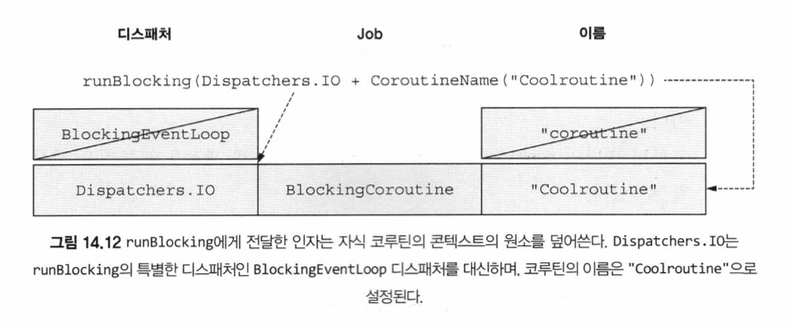 디스패처 Job 이름
runBlocking(Dispatchers.IO + CoroutineName("Coolroutine"))
BlockingEventLoop "coroutine"
Dispatchers.IO BlockingCoroutine "Coolroutine"
그림 14.12 runBlocking에게 전달한 인자는 자식 코루틴의 콘텍스트의 원소를 덮어쓴다. Dispatchers.IO는
runBlocking의 특별한 디스패처인 BlockingEventLoop 디스패처를 대신하며, 코루틴의 이름은 "Coolroutine"으로
설정된다.